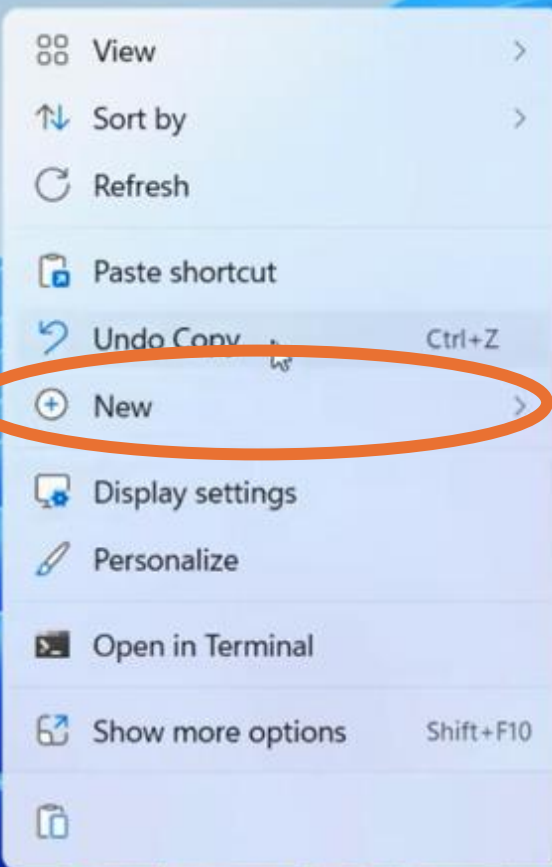 View
Sort by
Refresh
Paste shortcut
Undo Copy Ctrl+Z
New
Display settings
Personalize
Open in Terminal
Show more options Shift+F10